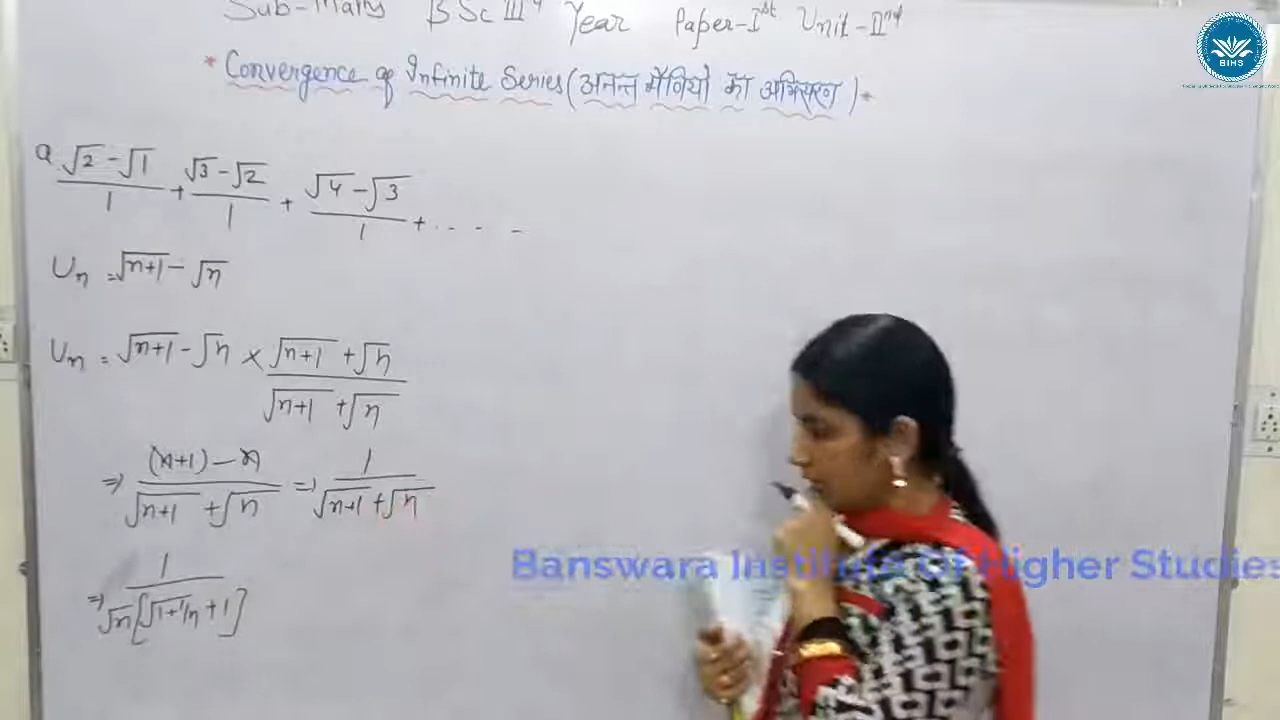 Sub-Maths BSc IIIrd Year Paper-Ist Unit-IInd
BIHS
* Convergence of Infinite Series (अनन्त श्रेणियों का अभिसरण) *
Q. (√2 - √1)/1 + (√3 - √2)/1 + (√4 - √3)/1 + .....
Un = √n+1 - √n
Un = √n+1 - √n × (√n+1 + √n)/(√n+1 + √n)
⇒ ((n+1) - n)/(√n+1 + √n) ⇒ 1/(√n+1 + √n)
Banswara Institute Of Higher Studies
⇒ 1/(√n[√1+1/n + 1])